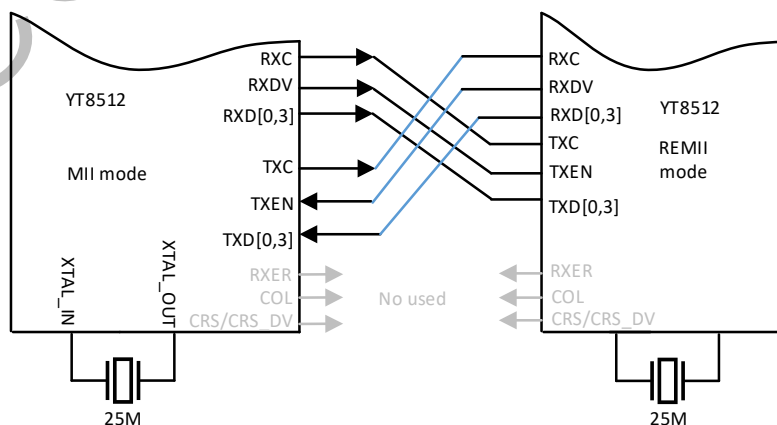 YT8512
MII mode
RXC
RXDV
RXD[0,3]
TXC
TXEN
TXD[0,3]
RXER
COL
CRS/CRS_DV
XTAL_IN
XTAL_OUT
25M
No used
RXC
RXDV
RXD[0,3]
TXC
TXEN
TXD[0,3]
RXER
COL
CRS/CRS_DV
YT8512
REMII
mode
25M